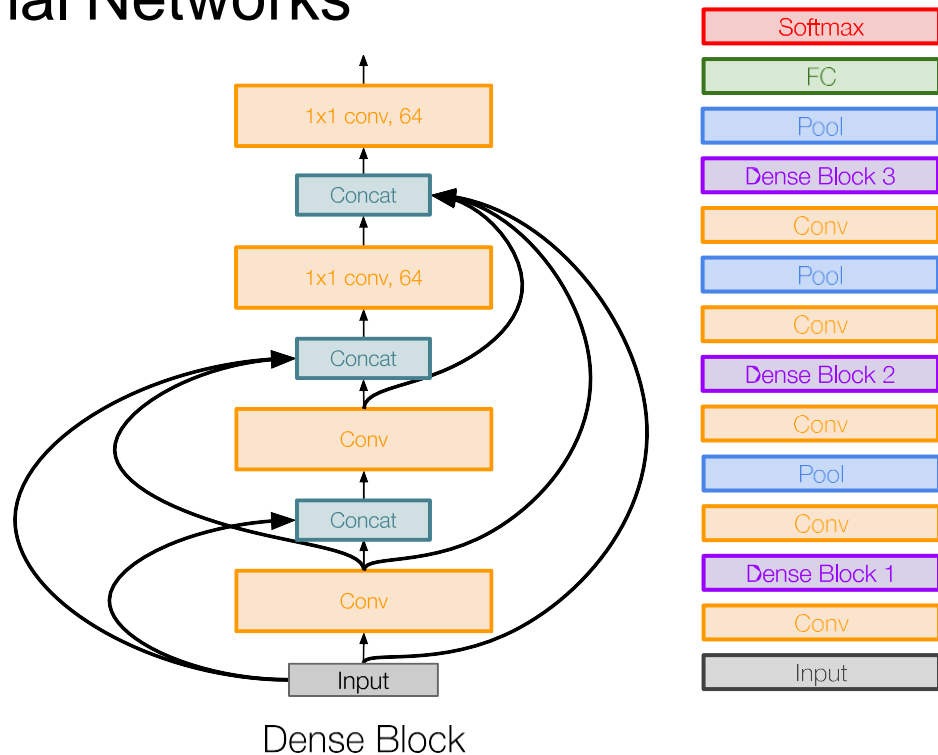 Networks
1x1 conv, 64
Concat
1x1 conv, 64
Concat
Conv
Concat
Conv
Input
Dense Block
Softmax
FC
Pool
Dense Block 3
Conv
Pool
Conv
Dense Block 2
Conv
Pool
Conv
Dense Block 1
Conv
Input